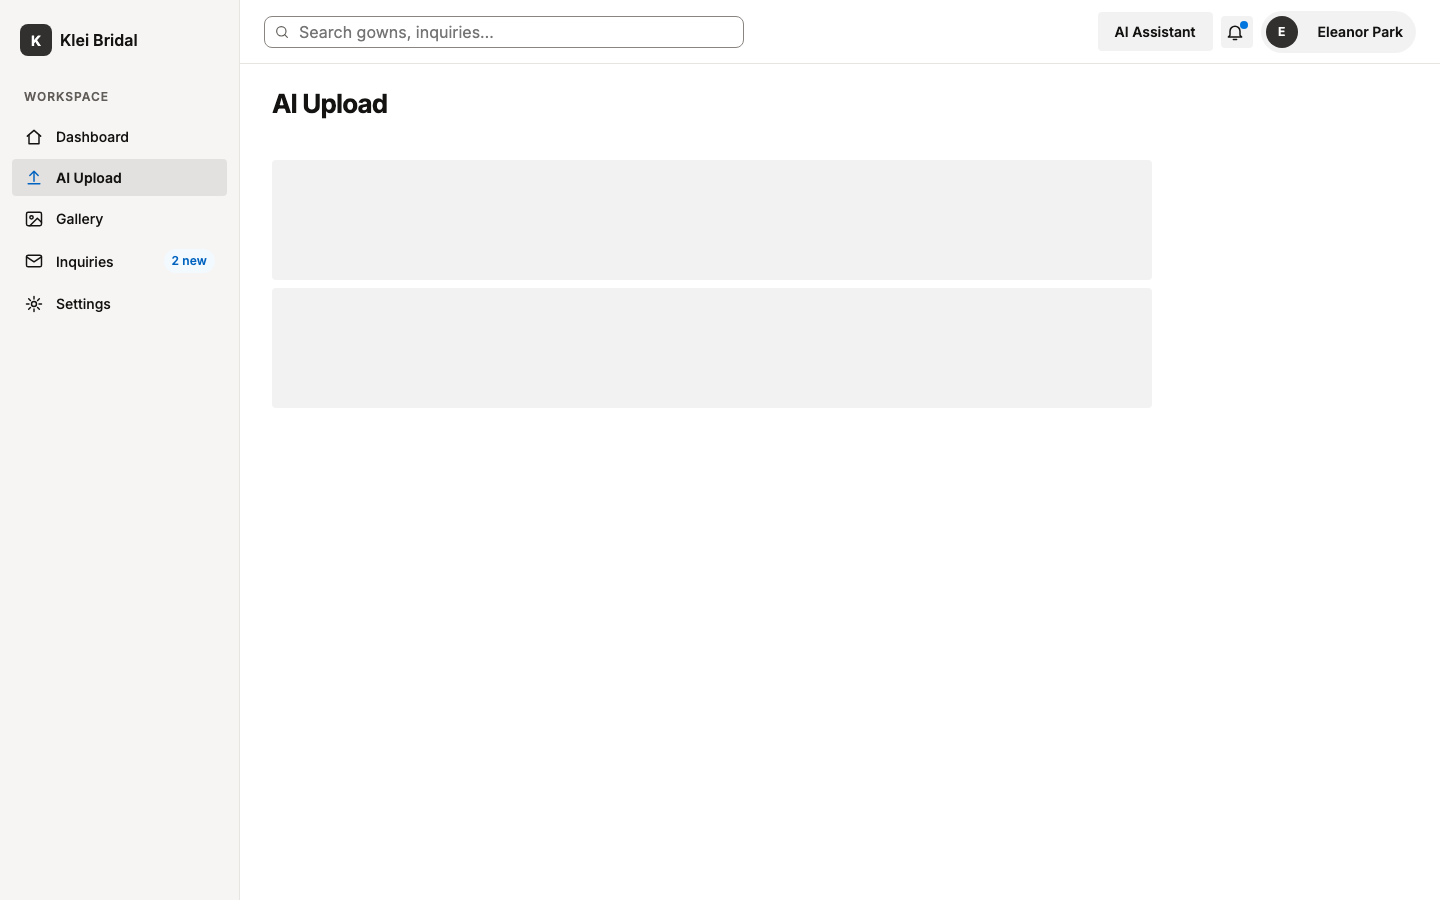 K
Klei Bridal
WORKSPACE
Dashboard
AI Upload
Gallery
Inquiries
2 new
Settings
Search gowns, inquiries...
AI Assistant
E
Eleanor Park
AI Upload